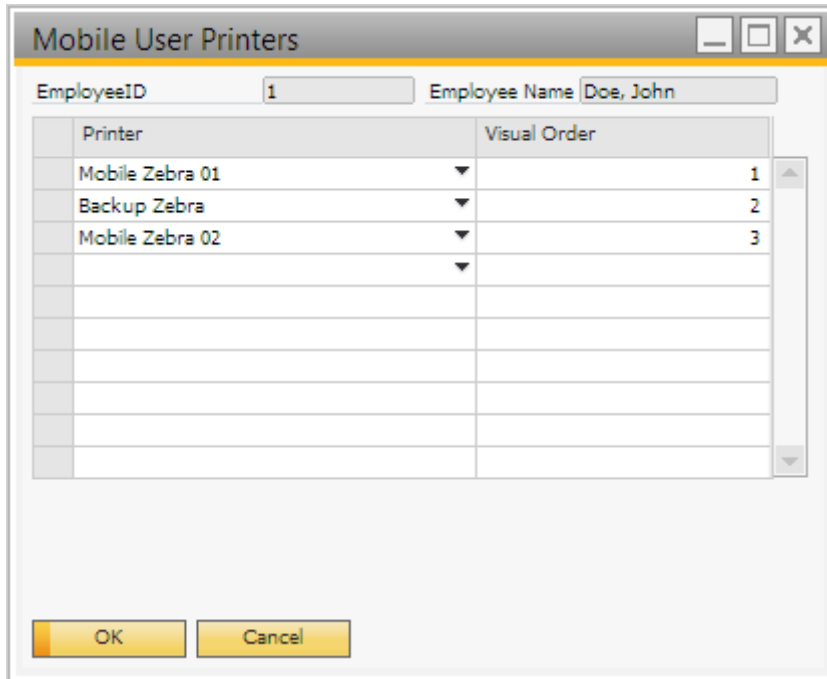 Mobile User Printers
EmployeeID 1 Employee Name Doe, John
Printer Visual Order
Mobile Zebra 01 1
Backup Zebra 2
Mobile Zebra 02 3
OK Cancel